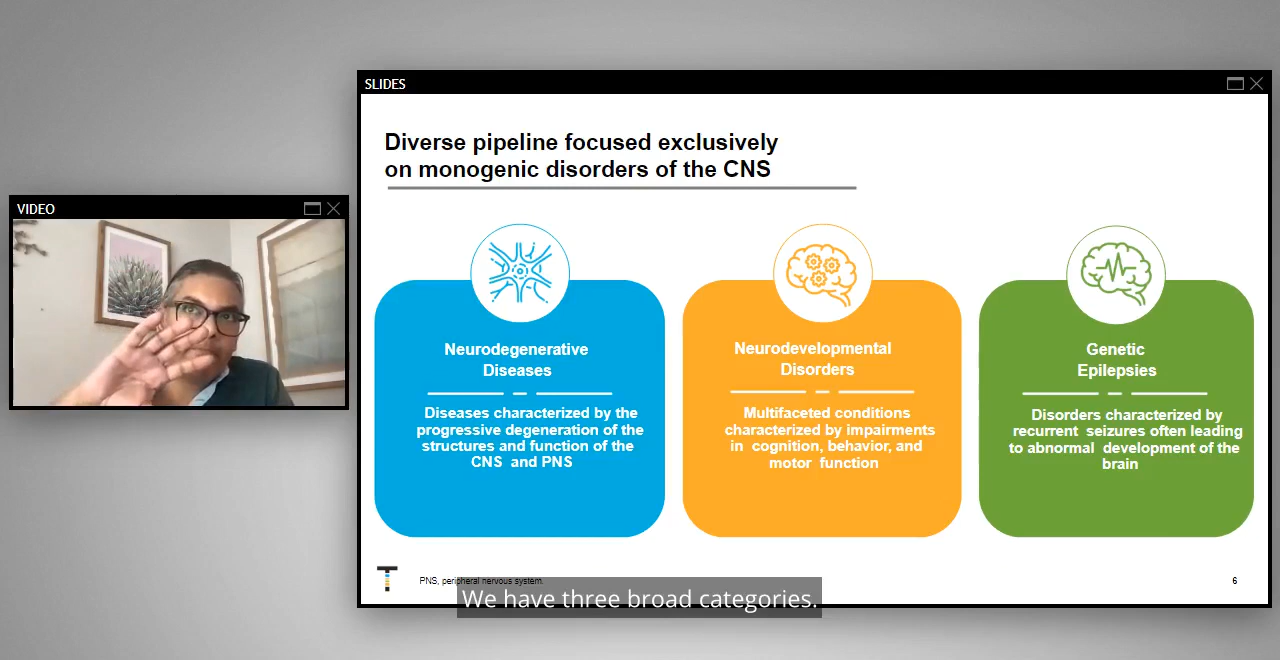 SLIDES
Diverse pipeline focused exclusively
on monogenic disorders of the CNS
VIDEO
Neurodegenerative
Diseases
Diseases characterized by the
progressive degeneration of the
structures and function of the
CNS and PNS
Neurodevelopmental
Disorders
Multifaceted conditions
characterized by impairments
in cognition, behavior, and
motor function
Genetic
Epilepsies
Disorders characterized by
recurrent seizures often leading
to abnormal development of the
brain
T
PNS, peripheral nervous system.
6
We have three broad categories.